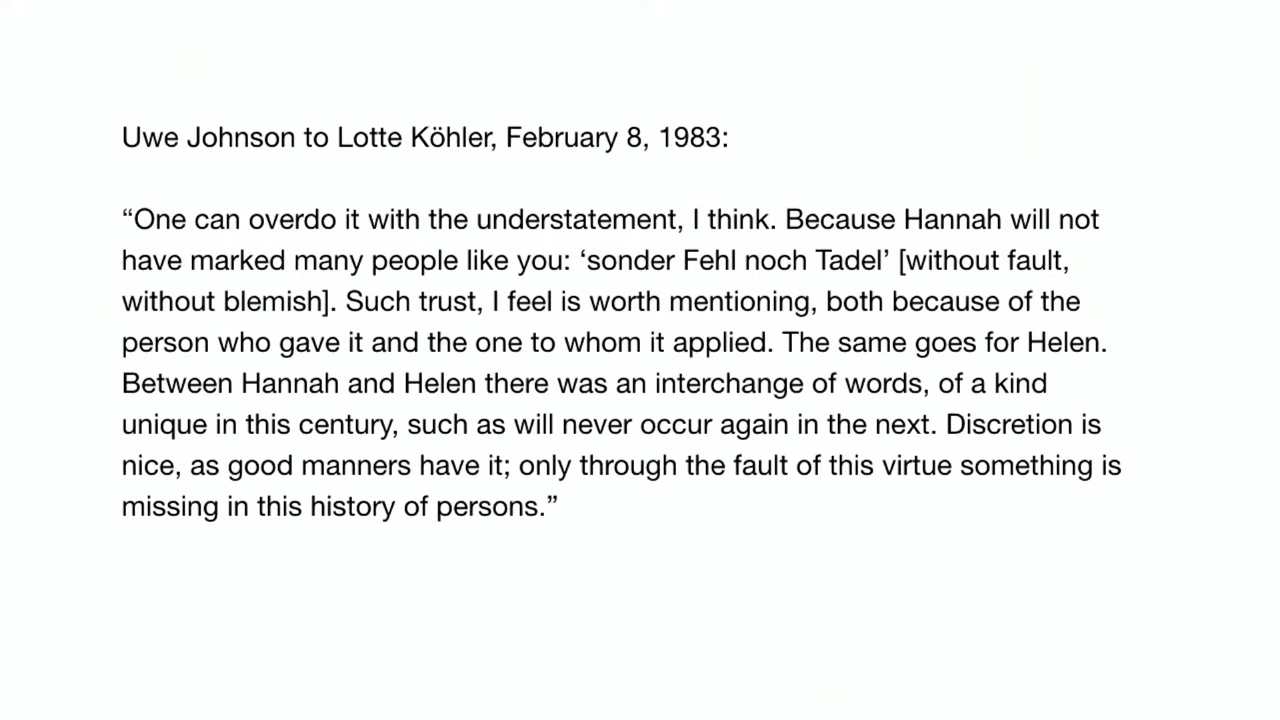 Uwe Johnson to Lotte Köhler, February 8, 1983:
“One can overdo it with the understatement, I think. Because Hannah will not
have marked many people like you: ‘sonder Fehl noch Tadel’ [without fault,
without blemish]. Such trust, I feel is worth mentioning, both because of the
person who gave it and the one to whom it applied. The same goes for Helen.
Between Hannah and Helen there was an interchange of words, of a kind
unique in this century, such as will never occur again in the next. Discretion is
nice, as good manners have it; only through the fault of this virtue something is
missing in this history of persons.”